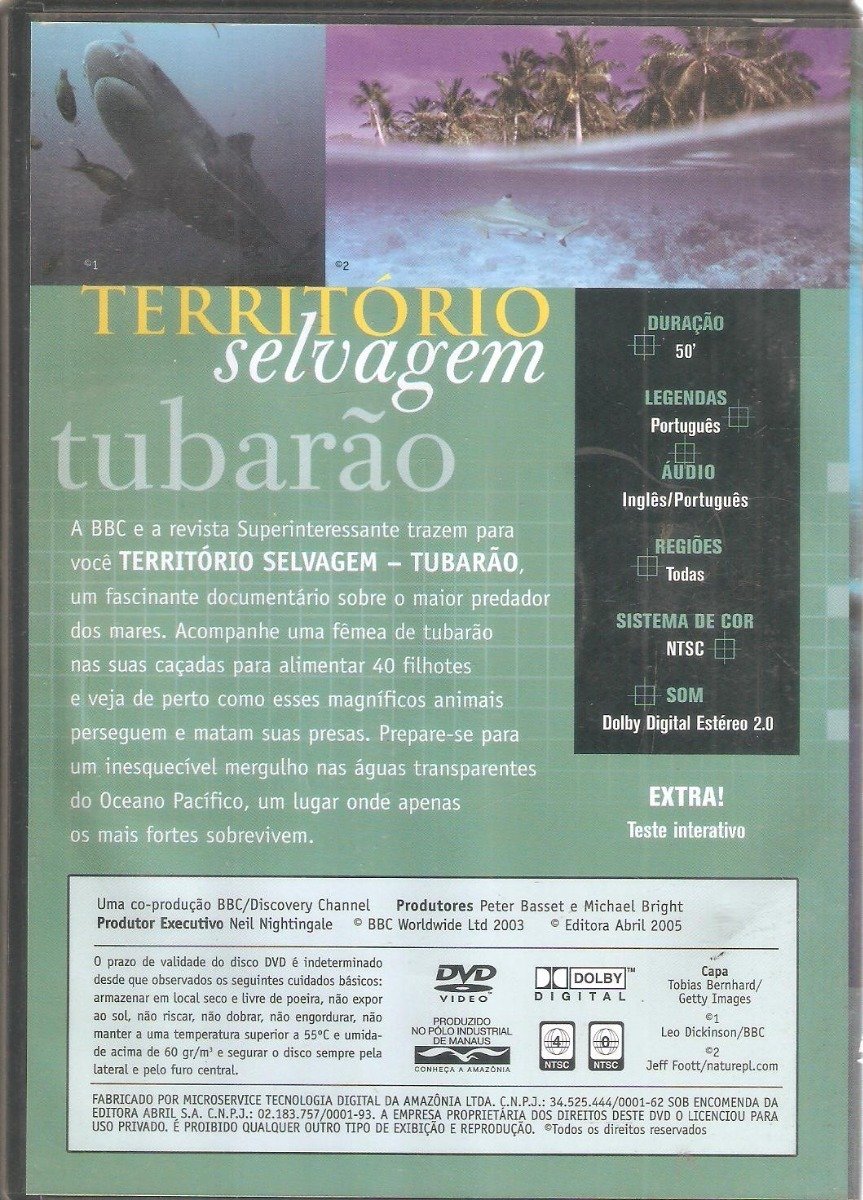 ©1
©2
TERRITÓRIO
selvagem
tubarão
A BBC e a revista Superinteressante trazem para
você TERRITÓRIO SELVAGEM – TUBARÃO,
um fascinante documentário sobre o maior predador
dos mares. Acompanhe uma fêmea de tubarão
nas suas caçadas para alimentar 40 filhotes
e veja de perto como esses magníficos animais
perseguem e matam suas presas. Prepare-se para
um inesquecível mergulho nas águas transparentes
do Oceano Pacífico, um lugar onde apenas
os mais fortes sobrevivem.
DURAÇÃO
50'
LEGENDAS
Português
ÁUDIO
Inglês/Português
REGIÕES
Todas
SISTEMA DE COR
NTSC
SOM
Dolby Digital Estéreo 2.0
EXTRA!
Teste interativo
Uma co-produção BBC/Discovery Channel Produtores Peter Basset e Michael Bright
Produtor Executivo Neil Nightingale © BBC Worldwide Ltd 2003 © Editora Abril 2005
O prazo de validade do disco DVD é indeterminado
desde que observados os seguintes cuidados básicos:
armazenar em local seco e livre de poeira, não expor
ao sol, não riscar, não dobrar, não engordurar, não
manter a uma temperatura superior a 55°C e umida-
de acima de 60 gr/m³ e segurar o disco sempre pela
lateral e pelo furo central.
DVD
VIDEO™
PRODUZIDO
NO PÓLO INDUSTRIAL
DE MANAUS
CONHEÇA A AMAZÔNIA
DOLBY™
DIGITAL
4
NTSC
0
NTSC
Capa
Tobias Bernhard/
Getty Images
©1
Leo Dickinson/BBC
©2
Jeff Foott/naturepl.com
FABRICADO POR MICROSERVICE TECNOLOGIA DIGITAL DA AMAZÔNIA LTDA. C.N.P.J.: 34.525.444/0001-62 SOB ENCOMENDA DA
EDITORA ABRIL S.A. C.N.P.J.: 02.183.757/0001-93. A EMPRESA PROPRIETÁRIA DOS DIREITOS DESTE DVD O LICENCIOU PARA
USO PRIVADO. É PROIBIDO QUALQUER OUTRO TIPO DE EXIBIÇÃO E REPRODUÇÃO. ©Todos os direitos reservados